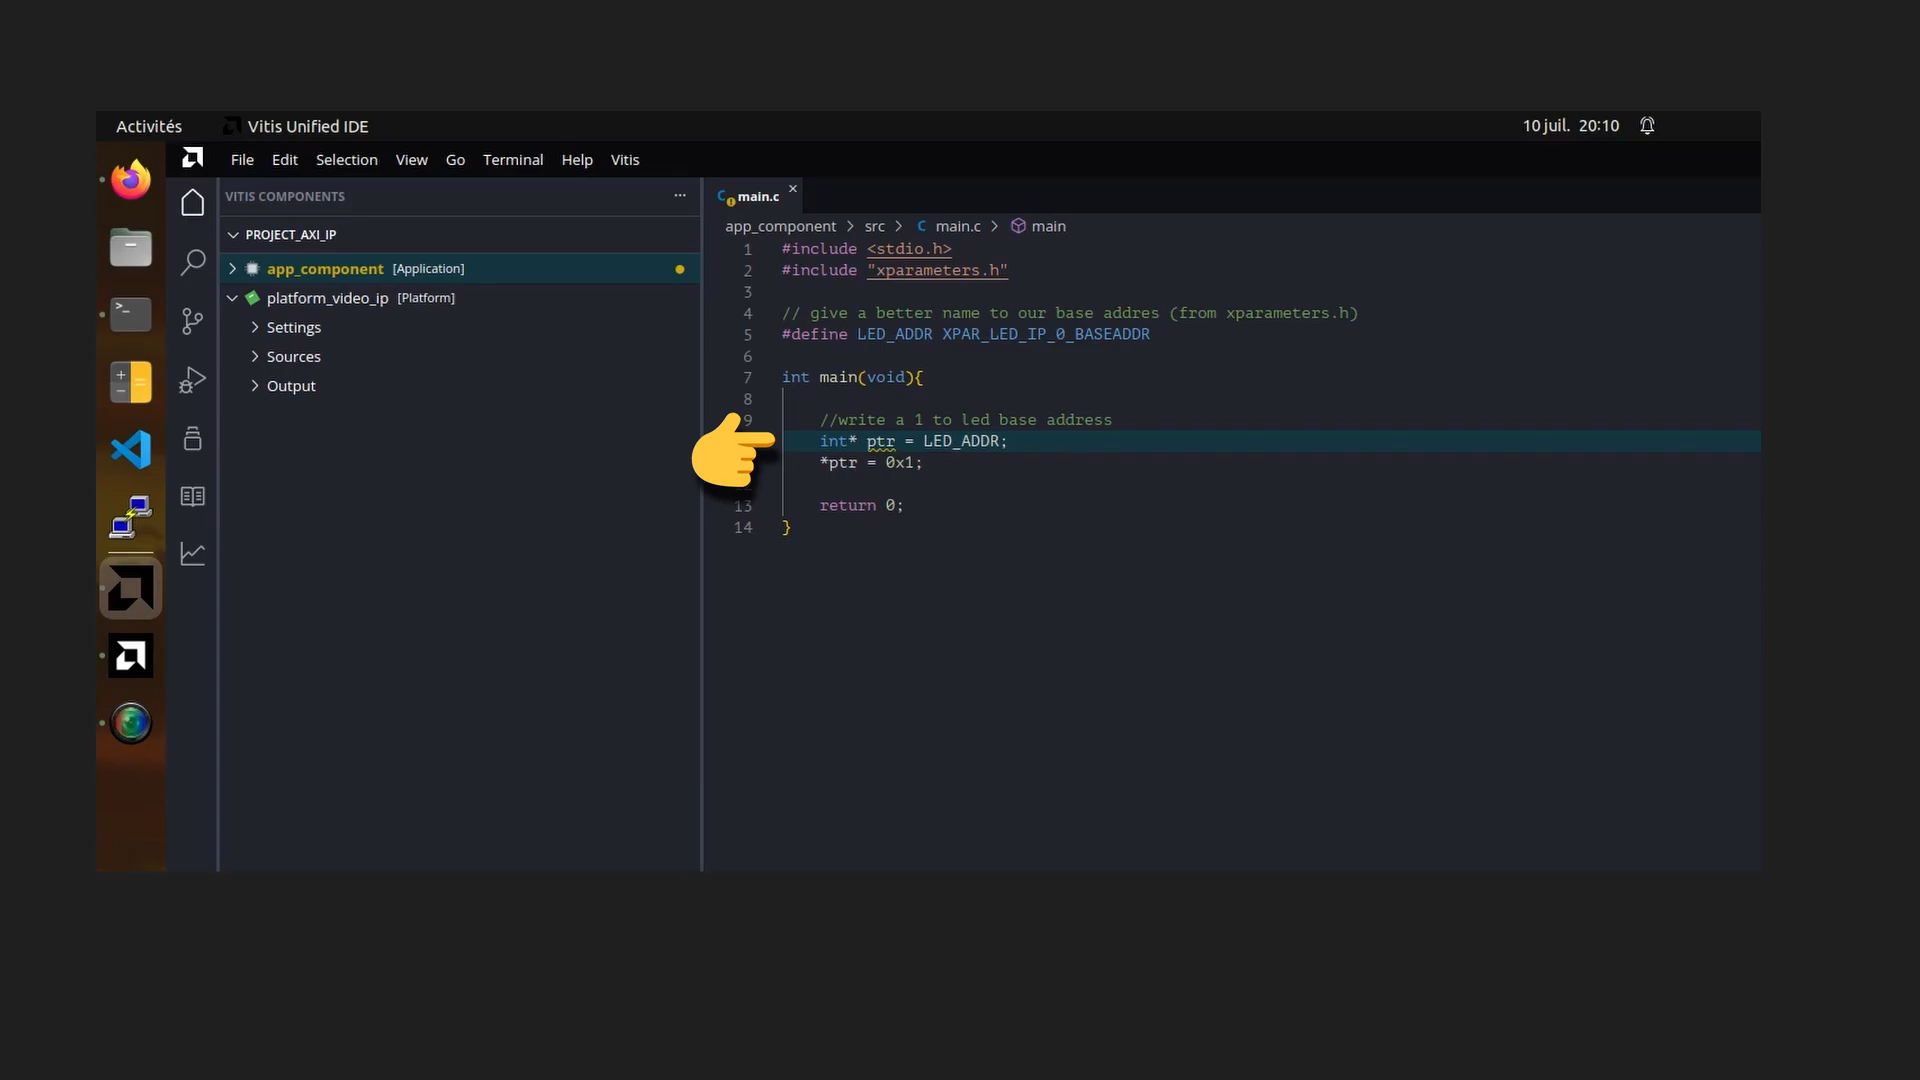 Activités
Vitis Unified IDE
10 juil. 20:10
File Edit Selection View Go Terminal Help Vitis
VITIS COMPONENTS
PROJECT_AXI_IP
app_component [Application]
platform_video_ip [Platform]
Settings
Sources
Output
main.c
app_component > src > C main.c > main
1 #include <stdio.h>
2 #include "xparameters.h"
3
4 // give a better name to our base addres (from xparameters.h)
5 #define LED_ADDR XPAR_LED_IP_0_BASEADDR
6
7 int main(void){
8
9 //write a 1 to led base address
int* ptr = LED_ADDR;
*ptr = 0x1;
13 return 0;
14 }